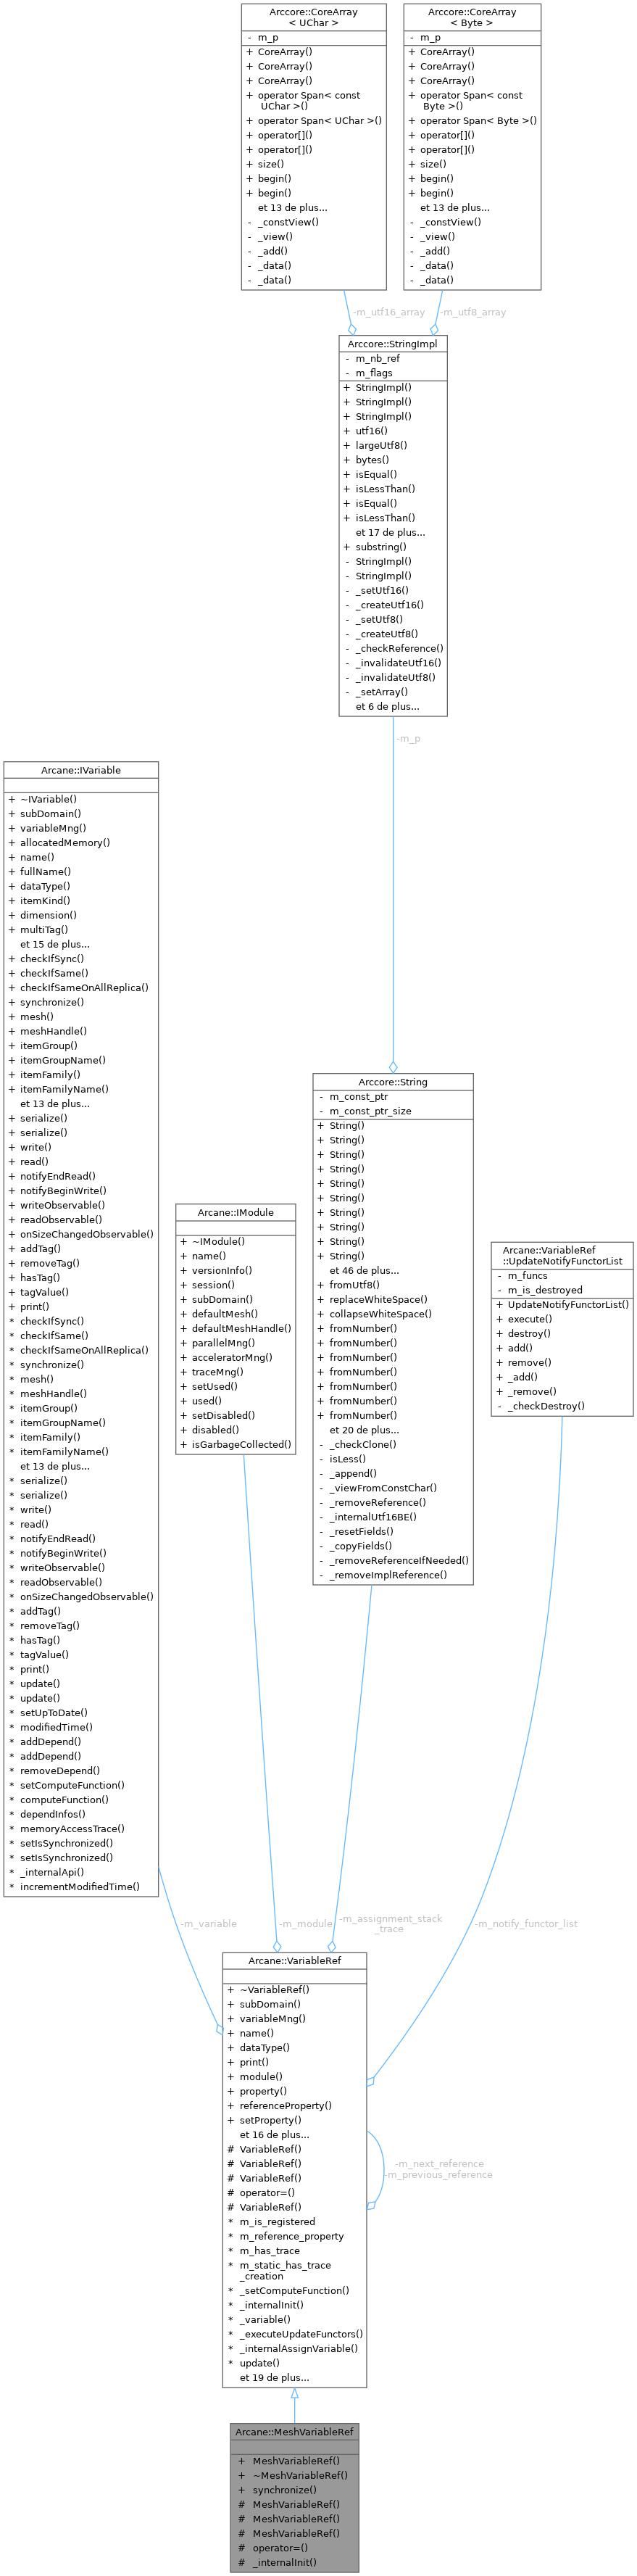 Arccore::CoreArray
< UChar >
- m_p
+ CoreArray()
+ CoreArray()
+ CoreArray()
+ operator Span< const
UChar >()
+ operator Span< UChar >()
+ operator[]()
+ operator[]()
+ size()
+ begin()
+ begin()
et 13 de plus...
- _constView()
- _view()
- _add()
- _data()
- _data()
Arccore::CoreArray
< Byte >
- m_p
+ CoreArray()
+ CoreArray()
+ CoreArray()
+ operator Span< const
Byte >()
+ operator Span< Byte >()
+ operator[]()
+ operator[]()
+ size()
+ begin()
+ begin()
et 13 de plus...
- _constView()
- _view()
- _add()
- _data()
- _data()
-m_utf16_array
-m_utf8_array
Arccore::StringImpl
- m_nb_ref
- m_flags
+ StringImpl()
+ StringImpl()
+ StringImpl()
+ utf16()
+ largeUtf8()
+ bytes()
+ isEqual()
+ isLessThan()
+ isEqual()
+ isLessThan()
et 17 de plus...
+ substring()
- StringImpl()
- StringImpl()
- _setUtf16()
- _createUtf16()
- _setUtf8()
- _createUtf8()
- _checkReference()
- _invalidateUtf16()
- _invalidateUtf8()
- _setArray()
et 6 de plus...
-m_p
Arcane::IVariable
+ ~IVariable()
+ subDomain()
+ variableMng()
+ allocatedMemory()
+ name()
+ fullName()
+ dataType()
+ itemKind()
+ dimension()
+ multiTag()
et 15 de plus...
+ checkIfSync()
+ checkIfSame()
+ checkIfSameOnAllReplica()
+ synchronize()
+ mesh()
+ meshHandle()
+ itemGroup()
+ itemGroupName()
+ itemFamily()
+ itemFamilyName()
et 13 de plus...
+ serialize()
+ serialize()
+ write()
+ read()
+ notifyEndRead()
+ notifyBeginWrite()
+ writeObservable()
+ readObservable()
+ onSizeChangedObservable()
+ addTag()
+ removeTag()
+ hasTag()
+ tagValue()
+ print()
* checkIfSync()
* checkIfSame()
* checkIfSameOnAllReplica()
* synchronize()
* mesh()
* meshHandle()
* itemGroup()
* itemGroupName()
* itemFamily()
* itemFamilyName()
et 13 de plus...
* serialize()
* serialize()
* write()
* read()
* notifyEndRead()
* notifyBeginWrite()
* writeObservable()
* readObservable()
* onSizeChangedObservable()
* addTag()
* removeTag()
* hasTag()
* tagValue()
* print()
* update()
* update()
* setUpToDate()
* modifiedTime()
* addDepend()
* addDepend()
* removeDepend()
* setComputeFunction()
* computeFunction()
* dependInfos()
* memoryAccessTrace()
* setIsSynchronized()
* setIsSynchronized()
* _internalApi()
* incrementModifiedTime()
Arcane::IModule
+ ~IModule()
+ name()
+ versionInfo()
+ session()
+ subDomain()
+ defaultMesh()
+ defaultMeshHandle()
+ parallelMng()
+ acceleratorMng()
+ traceMng()
+ setUsed()
+ used()
+ setDisabled()
+ disabled()
+ isGarbageCollected()
Arccore::String
- m_const_ptr
- m_const_ptr_size
+ String()
+ String()
+ String()
+ String()
+ String()
+ String()
+ String()
+ String()
+ String()
+ String()
et 46 de plus...
+ fromUtf8()
+ replaceWhiteSpace()
+ collapseWhiteSpace()
+ fromNumber()
+ fromNumber()
+ fromNumber()
+ fromNumber()
+ fromNumber()
+ fromNumber()
+ fromNumber()
et 20 de plus...
- _checkClone()
- isLess()
- _append()
- _viewFromConstChar()
- _removeReference()
- _internalUtf16BE()
- _resetFields()
- _copyFields()
- _removeReferenceIfNeeded()
- _removeImplReference()
Arcane::VariableRef
::UpdateNotifyFunctorList
- m_funcs
- m_is_destroyed
+ UpdateNotifyFunctorList()
+ execute()
+ destroy()
+ add()
+ remove()
+ _add()
+ _remove()
- _checkDestroy()
-m_variable
-m_module
-m_assignment_stack
_trace
-m_notify_functor_list
Arcane::VariableRef
+ ~VariableRef()
+ subDomain()
+ variableMng()
+ name()
+ dataType()
+ print()
+ module()
+ property()
+ referenceProperty()
+ setProperty()
et 16 de plus...
# VariableRef()
# VariableRef()
# VariableRef()
# operator=()
# VariableRef()
* m_is_registered
* m_reference_property
* m_has_trace
* m_static_has_trace
_creation
* _setComputeFunction()
* _internalInit()
* _variable()
* _executeUpdateFunctors()
* _internalAssignVariable()
* update()
et 19 de plus...
-m_next_reference
-m_previous_reference
Arcane::MeshVariableRef
+ MeshVariableRef()
+ ~MeshVariableRef()
+ synchronize()
# MeshVariableRef()
# MeshVariableRef()
# MeshVariableRef()
# operator=()
# _internalInit()